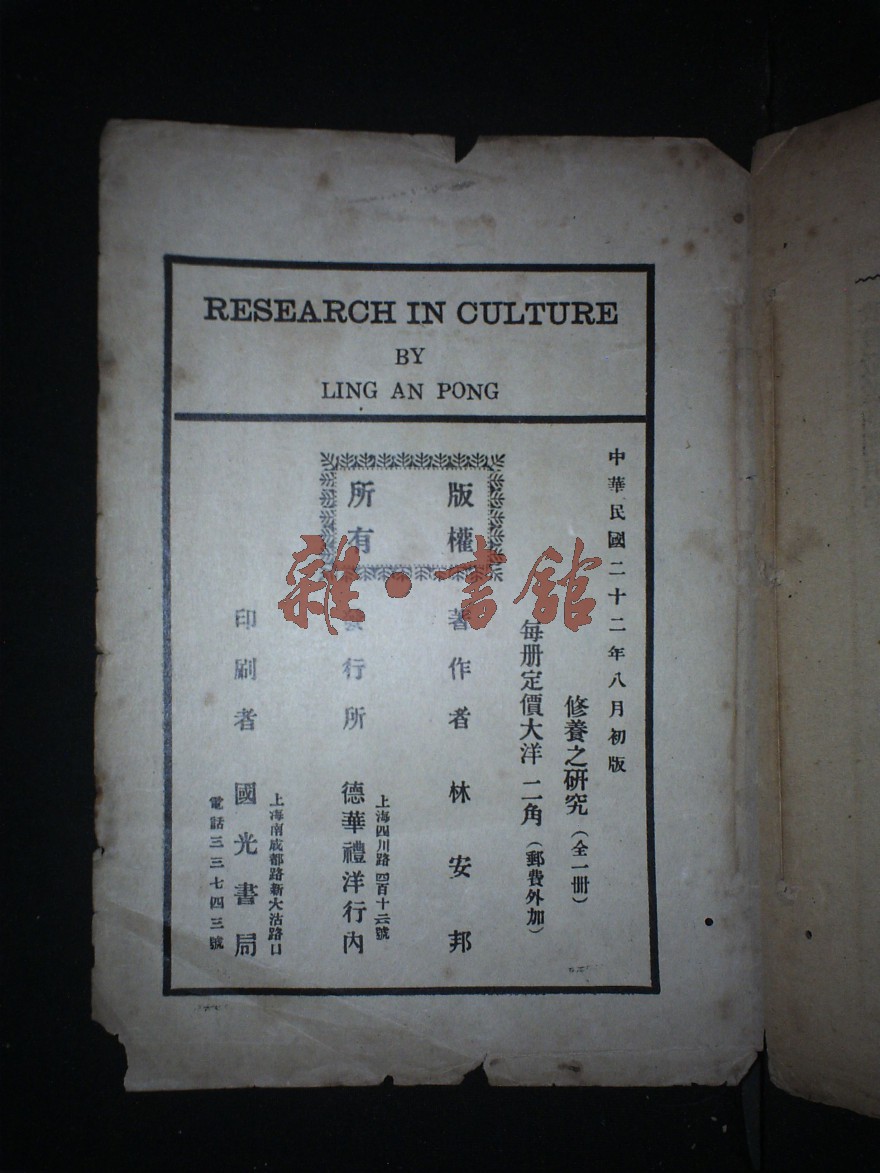 RESEARCH IN CULTURE
BY
LING AN PONG
中華民國二十二年八月初版
修養之研究（全一冊）
每册定價大洋二角（郵費外加）
版權
所有
著作者 林安邦
發行所 德華禮洋行內
上海四川路四百十二號
印刷者 國光書局
上海南成都路新大沽路口
電話三三七四三號
雜·書館